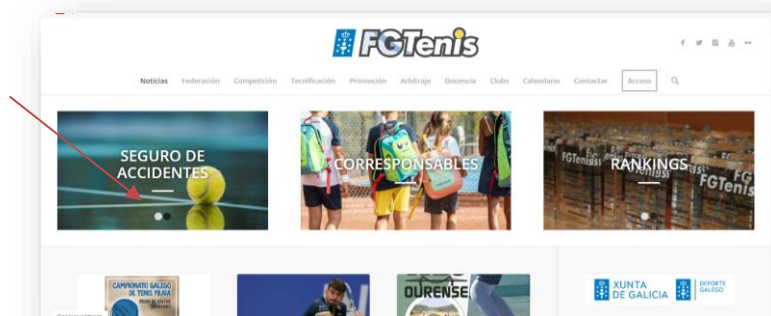 FGTenis
Noticias Federación Competición Tecnificación Promoción Arbitraje Docencia Clubs Calendario Contactar Acceso
SEGURO DE
ACCIDENTES
CORRESPONSABLES
RANKINGS
FGTenis
FGTenis
CAMPIONATO GALEGO
DE TENIS PRAIA
OURENSE
XUNTA
DE GALICIA
DEPORTE
GALEGO